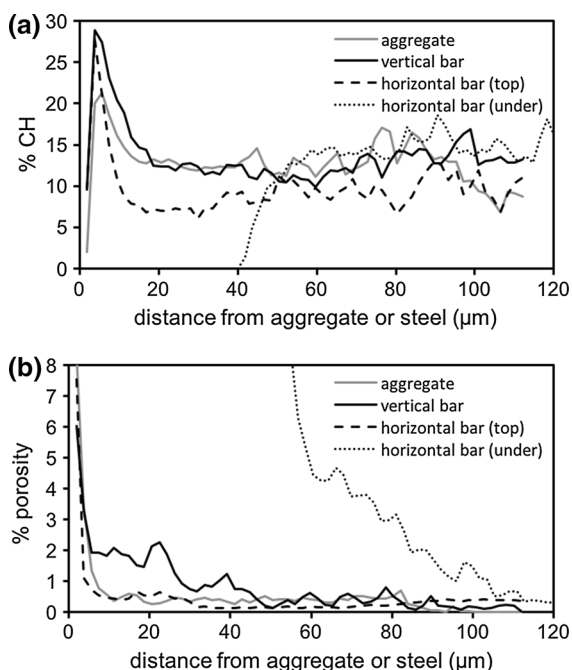 (a)
30
25
20
15
10
5
0
% CH
aggregate
vertical bar
horizontal bar (top)
horizontal bar (under)
0 20 40 60 80 100 120
distance from aggregate or steel (µm)
(b)
8
7
6
5
4
3
2
1
0
% porosity
aggregate
vertical bar
horizontal bar (top)
horizontal bar (under)
0 20 40 60 80 100 120
distance from aggregate or steel (µm)